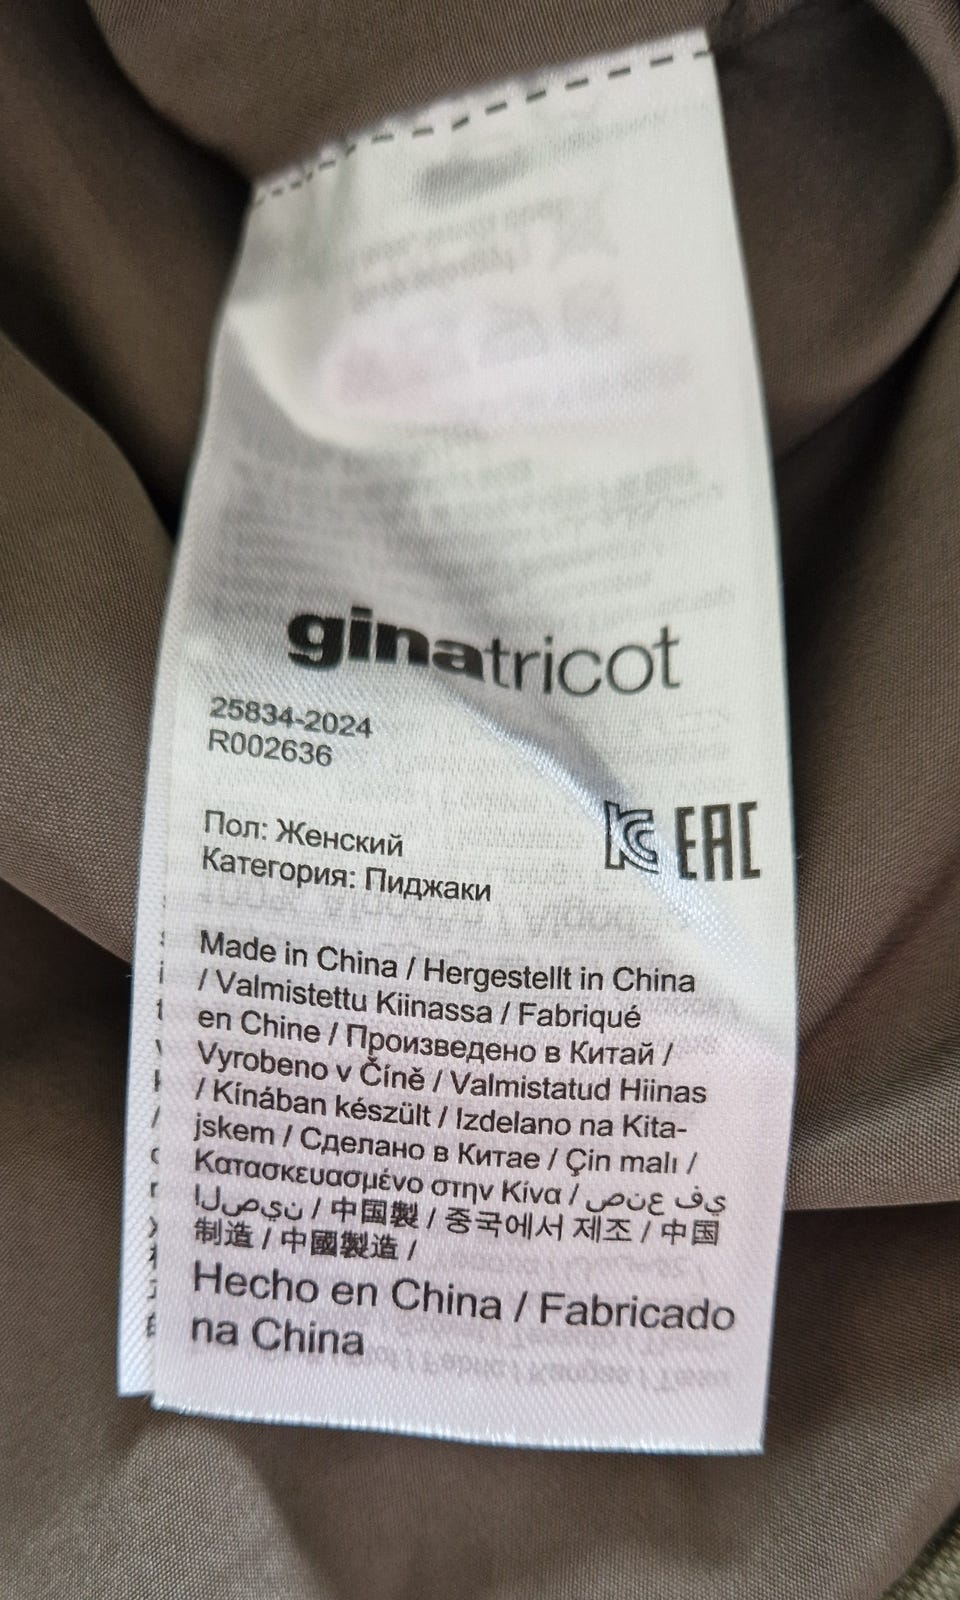 ginatricot
25834-2024
R002636
Пол: Женский
Категория: Пиджаки
EAC
Made in China / Hergestellt in China
/ Valmistettu Kiinassa / Fabriqué
en Chine / Произведено в Китай /
Vyrobeno v Číně / Valmistatud Hiinas
/ Kínában készült / Izdelano na Kita-
jskem / Сделано в Китае / Çin malı /
Κατασκευασμένο στην Κίνα / ﺻﻨﻊ ﻓﻲ
ﺍﻟﺼﻴﻦ / 中国製 / 중국에서 제조 / 中国
制造 / 中國製造 /
Hecho en China / Fabricado
na China